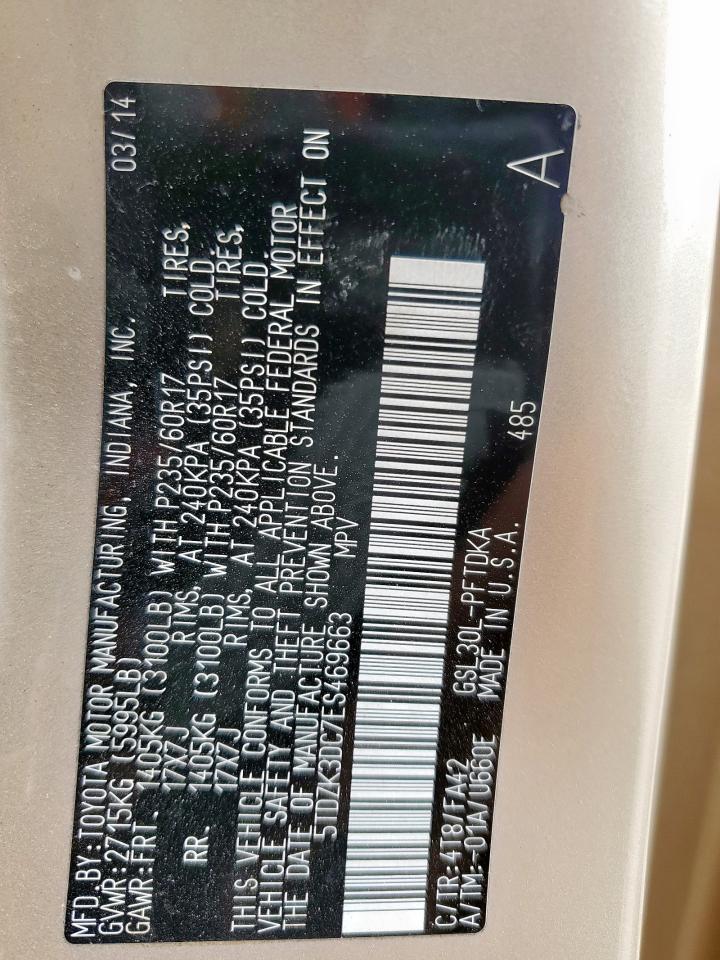 MFD.BY:TOYOTA MOTOR MANUFACTURING, INDIANA, INC. 03/14
GVWR:2715KG (5995LB)
GAWR:FRT. 1405KG (3100LB) WITH P235/60R17 TIRES,
17X7J RIMS, AT 240KPA (35PSI) COLD.
RR. 1405KG (3100LB) WITH P235/60R17 TIRES,
17X7J RIMS, AT 240KPA (35PSI) COLD.
THIS VEHICLE CONFORMS TO ALL APPLICABLE FEDERAL MOTOR
VEHICLE SAFETY AND THEFT PREVENTION STANDARDS IN EFFECT ON
THE DATE OF MANUFACTURE SHOWN ABOVE.
5TDZK3DC7ES469663 MPV
C/TR:4T8/FA42 GSL30L-PFTDKA 485
A/TM:-01A/U660E MADE IN U.S.A.
A